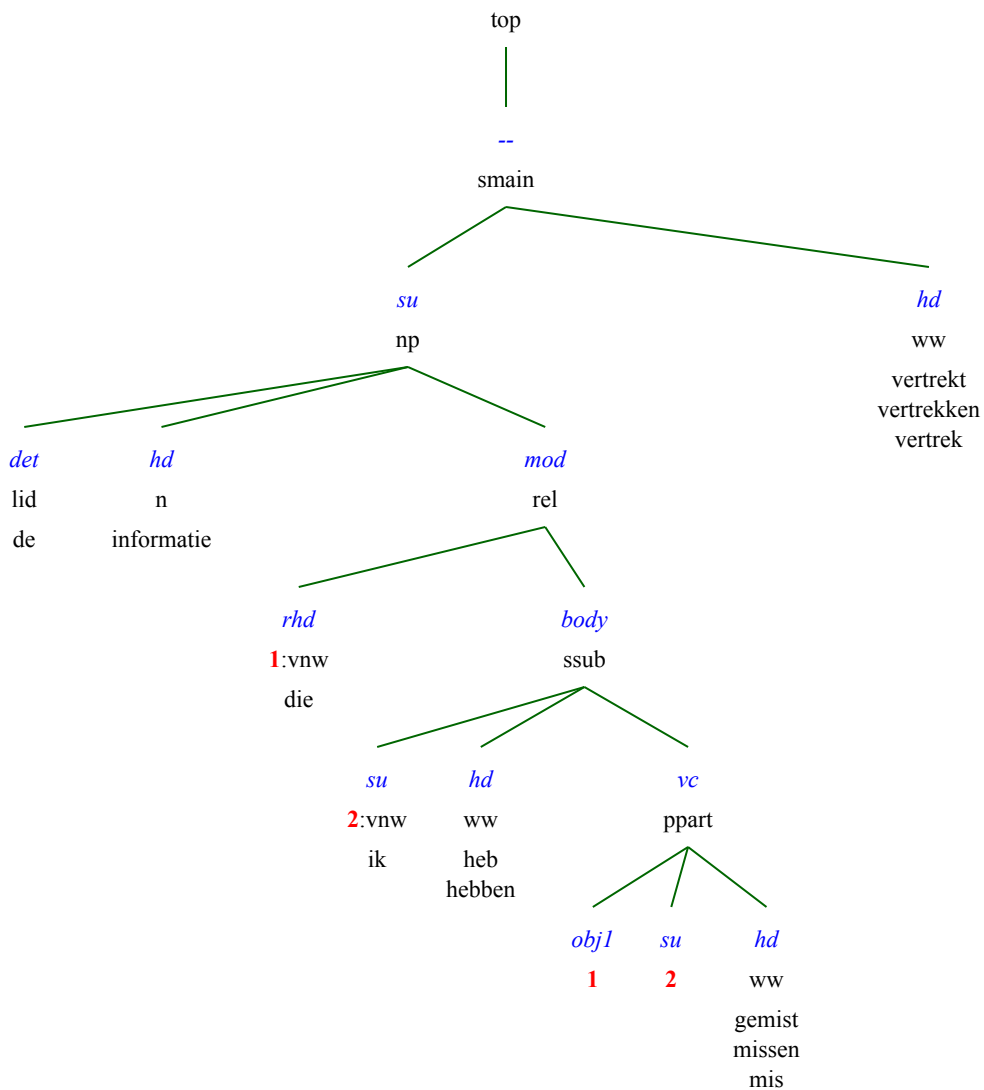 top
--
smain
su hd
np ww
vertrekt
vertrekken
vertrek
det hd mod
lid n rel
de informatie
rhd body
1:vnw ssub
die
su hd vc
2:vnw ww ppart
ik heb
hebben
obj1 su hd
1 2 ww
gemist
missen
mis